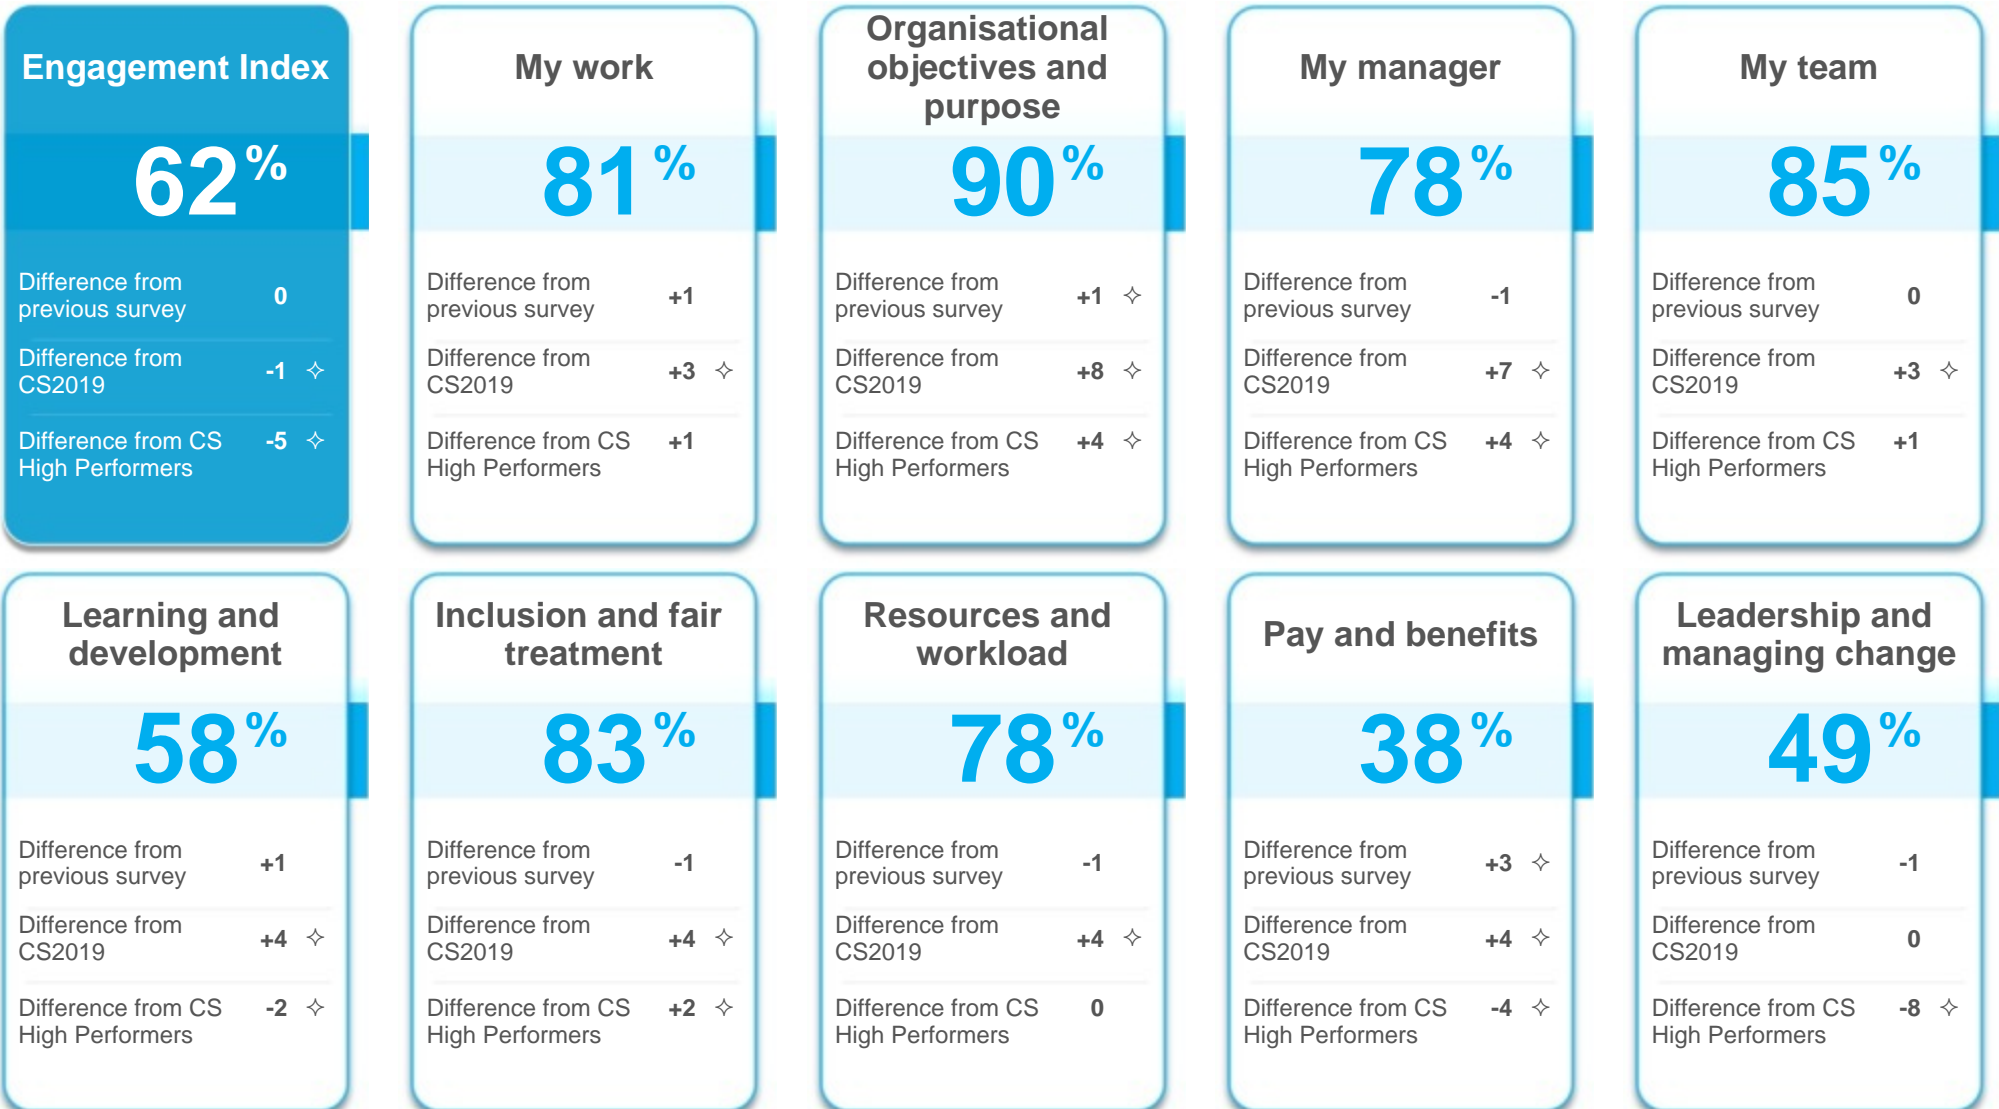 Engagement Index
62%
Difference from
previous survey
0
Difference from
CS2019
-1 ✧
Difference from CS
High Performers
-5 ✧
My work
81%
Difference from
previous survey
+1
Difference from
CS2019
+3 ✧
Difference from CS
High Performers
+1
Organisational
objectives and
purpose
90%
Difference from
previous survey
+1 ✧
Difference from
CS2019
+8 ✧
Difference from CS
High Performers
+4 ✧
My manager
78%
Difference from
previous survey
-1
Difference from
CS2019
+7 ✧
Difference from CS
High Performers
+4 ✧
My team
85%
Difference from
previous survey
0
Difference from
CS2019
+3 ✧
Difference from CS
High Performers
+1
Learning and
development
58%
Difference from
previous survey
+1
Difference from
CS2019
+4 ✧
Difference from CS
High Performers
-2 ✧
Inclusion and fair
treatment
83%
Difference from
previous survey
-1
Difference from
CS2019
+4 ✧
Difference from CS
High Performers
+2 ✧
Resources and
workload
78%
Difference from
previous survey
-1
Difference from
CS2019
+4 ✧
Difference from CS
High Performers
0
Pay and benefits
38%
Difference from
previous survey
+3 ✧
Difference from
CS2019
+4 ✧
Difference from CS
High Performers
-4 ✧
Leadership and
managing change
49%
Difference from
previous survey
-1
Difference from
CS2019
0
Difference from CS
High Performers
-8 ✧